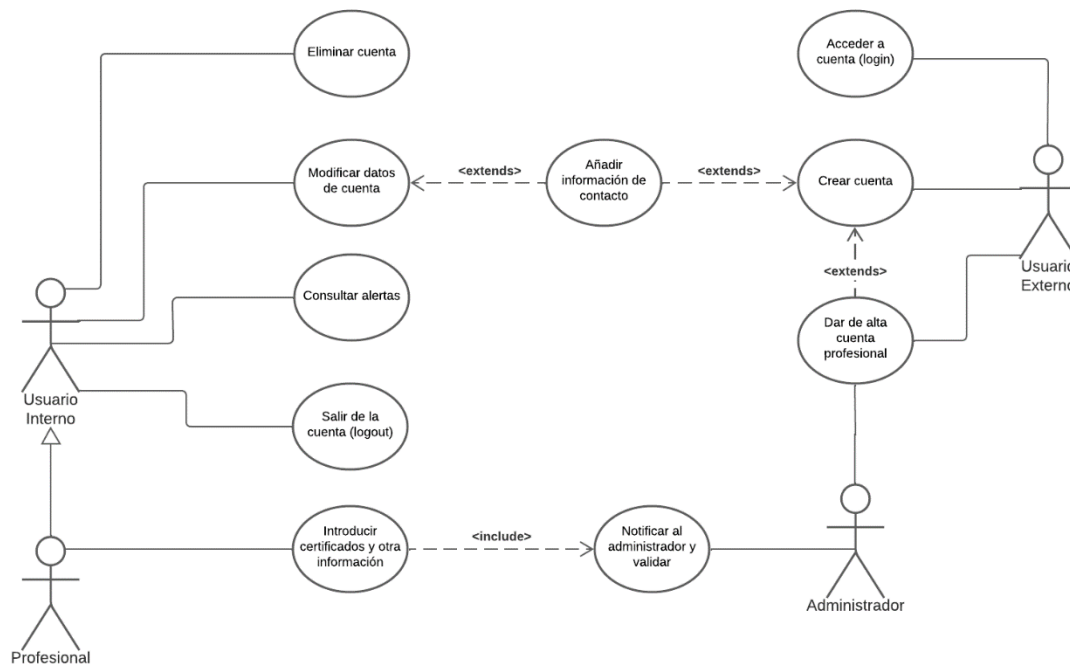 Eliminar cuenta
Acceder a
cuenta (login)
Modificar datos
de cuenta
<extends>
Añadir
información de
contacto
<extends>
Crear cuenta
<extends>
Usuario
Externo
Consultar alertas
Dar de alta
cuenta
profesional
Usuario
Interno
Salir de la
cuenta (logout)
Introducir
certificados y otra
información
<include>
Notificar al
administrador y
validar
Administrador
Profesional